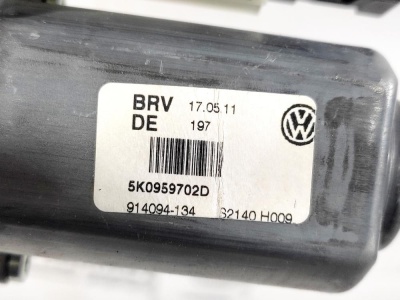 BRV 17.05.11
DE 197
5K0959702D
914094-134 S2140 H009